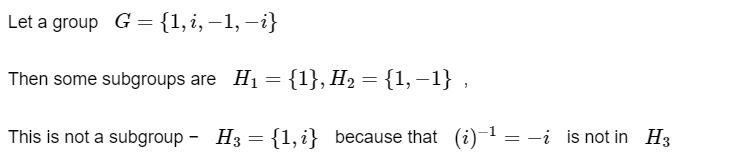 Let a group G = {1, i, −1, −i}
Then some subgroups are H₁ = {1}, H₂ = {1, −1} ,
This is not a subgroup − H₃ = {1, i} because that (i)⁻¹ = −i is not in H₃